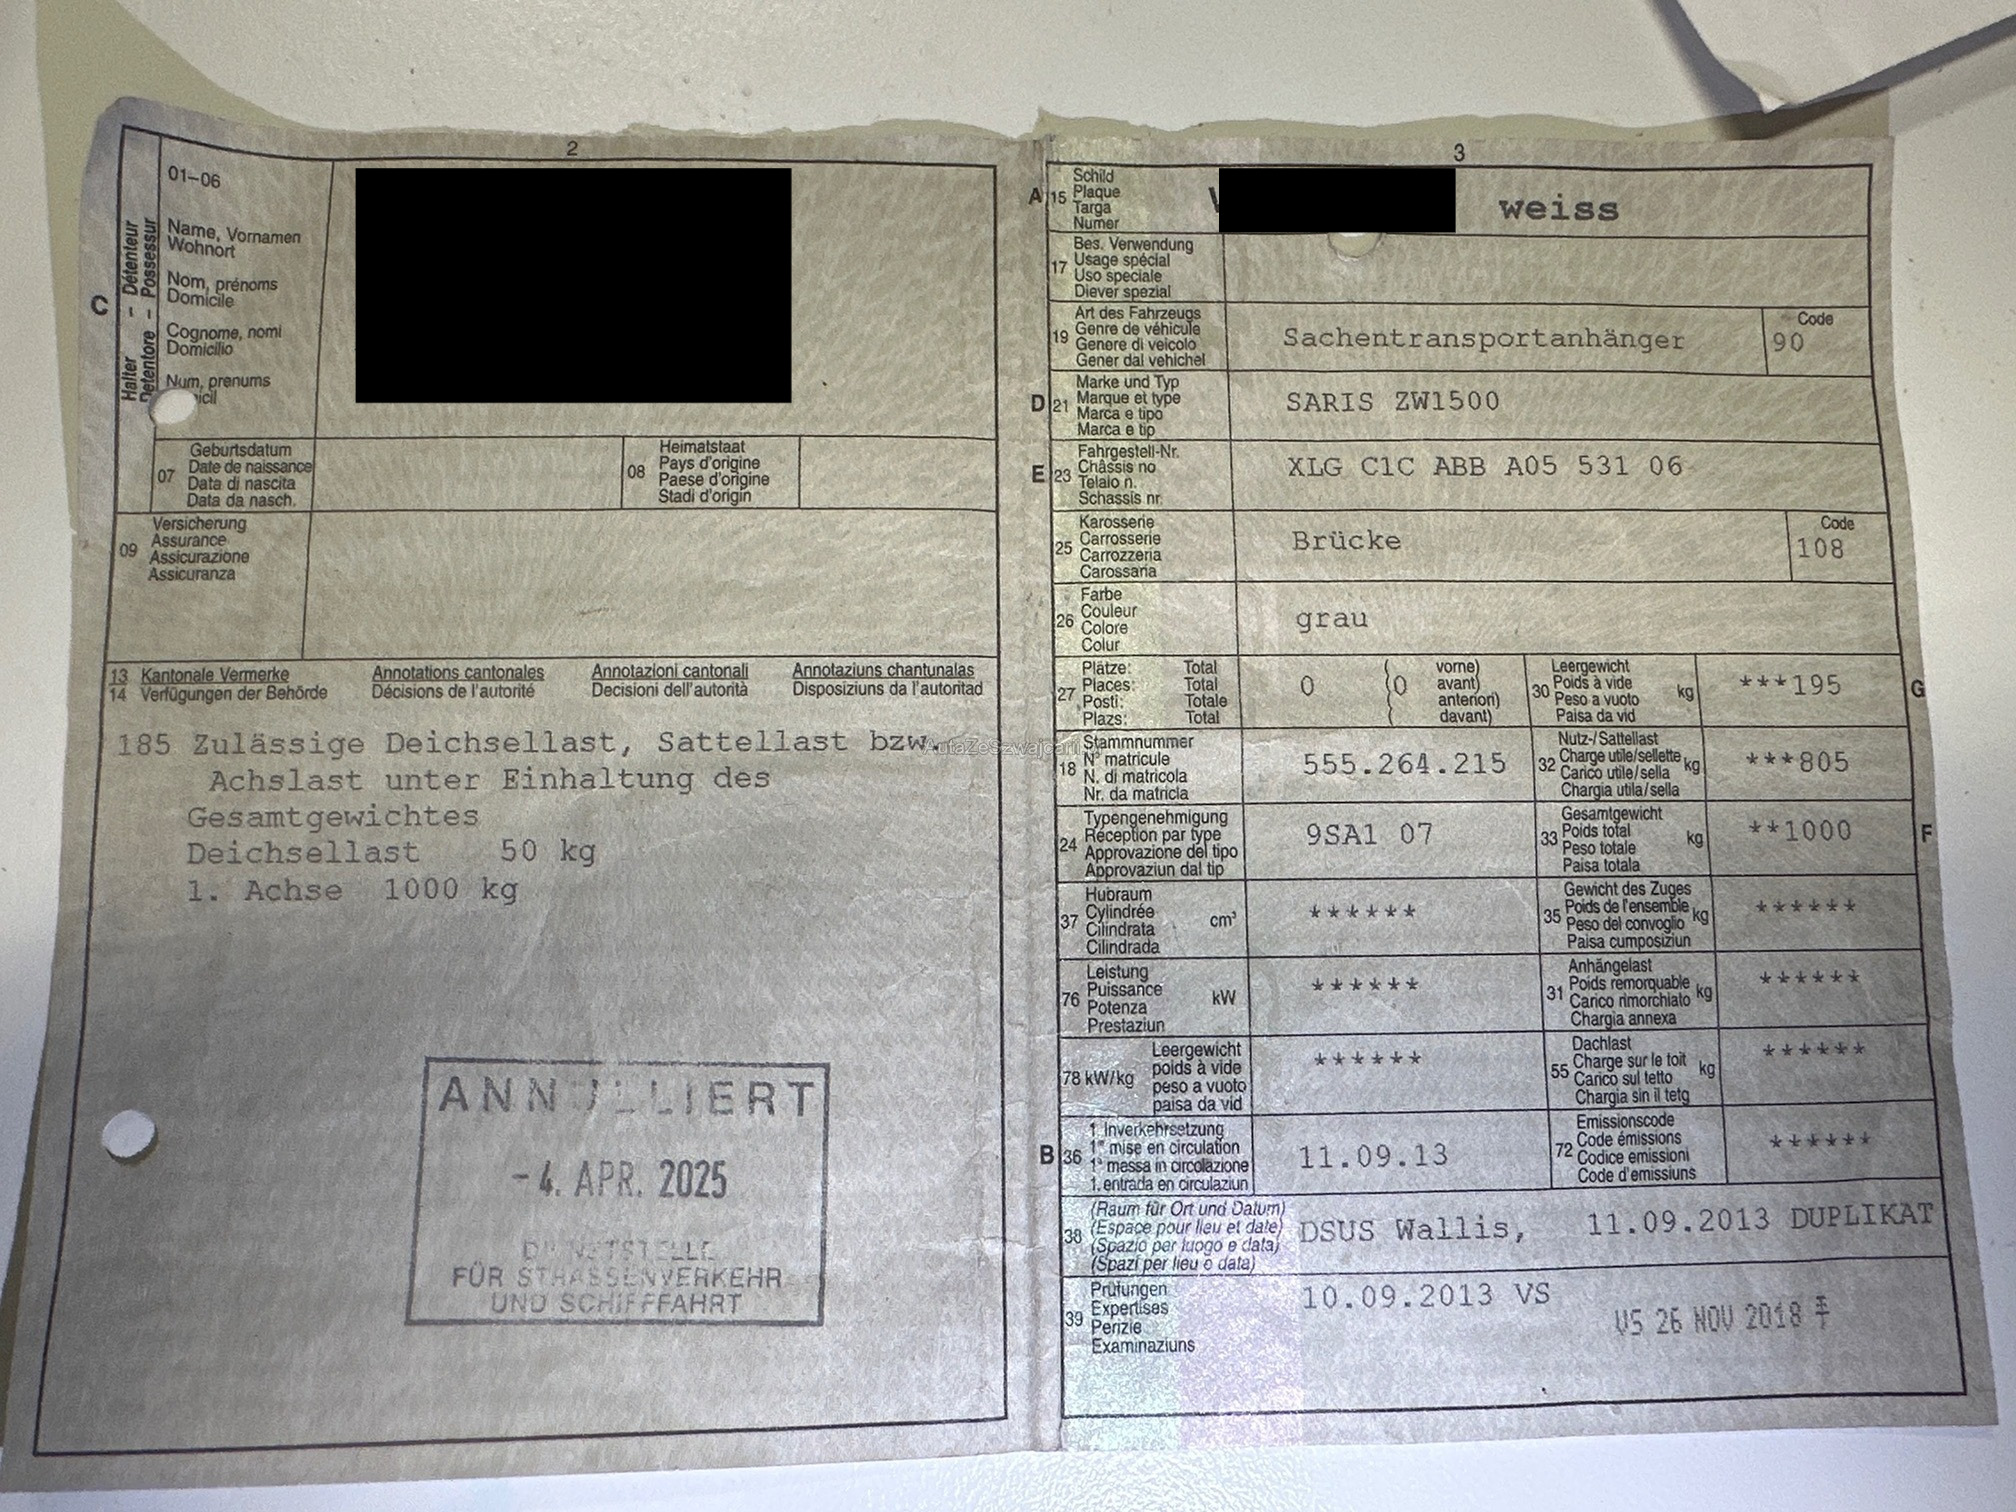 2
01-06
C
Halter – Détenteur
Detentore – Possessur
Name, Vornamen
Wohnort
Nom, prénoms
Domicile
Cognome, nomi
Domicilio
Num, prenums
07
Geburtsdatum
Date de naissance
Data di nascita
Data da nasch.
08
Heimatstaat
Pays d'origine
Paese d'origine
Stadi d'origin
09
Versicherung
Assurance
Assicurazione
Assicuranza
13 Kantonale Vermerke Annotations cantonales Annotazioni cantonali Annotaziuns chantunalas
14 Verfügungen der Behörde Décisions de l'autorité Decisioni dell'autorità Disposiziuns da l'autoritad
185 Zulässige Deichsellast, Sattellast bzw.
Achslast unter Einhaltung des
Gesamtgewichtes
Deichsellast 50 kg
1. Achse 1000 kg
ANNULLIERT
-4. APR. 2025
DIENSTSTELLE
FÜR STRASSENVERKEHR
UND SCHIFFFAHRT
3
A 15
Schild
Plaque
Targa
Numer
weiss
17
Bes. Verwendung
Usage spécial
Uso speciale
Diever spezial
19
Art des Fahrzeugs
Genre de véhicule
Genere di veicolo
Gener dal vehichel
Sachentransportanhänger
Code
90
D 21
Marke und Typ
Marque et type
Marca e tipo
Marca e tip
SARIS ZW1500
E 23
Fahrgestell-Nr.
Châssis no
Telaio n.
Schassis nr.
XLG C1C ABB A05 531 06
25
Karosserie
Carrosserie
Carrozzeria
Carossaria
Brücke
Code
108
26
Farbe
Couleur
Colore
Colur
grau
27
Plätze: Total
Places: Total
Posti: Totale
Plazs: Total
0
(0
vorne)
avant)
anteriori)
davant)
30
Leergewicht
Poids à vide
Peso a vuoto
Paisa da vid
kg
***195
G
18
Stammnummer
N° matricule
N. di matricola
Nr. da matricla
555.264.215
32
Nutz-/Sattellast
Charge utile/sellette
Carico utile/sella
Chargia utila/sella
kg
***805
24
Typengenehmigung
Réception par type
Approvazione del tipo
Approvaziun dal tip
9SA1 07
33
Gesamtgewicht
Poids total
Peso totale
Paisa totala
kg
**1000
F
37
Hubraum
Cylindrée
Cilindrata
Cilindrada
cm³
******
35
Gewicht des Zuges
Poids de l'ensemble
Peso del convoglio
Paisa cumposiziun
kg
******
76
Leistung
Puissance
Potenza
Prestaziun
kW
******
31
Anhängelast
Poids remorquable
Carico rimorchiato
Chargia annexa
kg
******
78 kW/kg
Leergewicht
poids à vide
peso a vuoto
paisa da vid
******
55
Dachlast
Charge sur le toit
Carico sul tetto
Chargia sin il tetg
kg
******
B 36
1. Inverkehrsetzung
1re mise en circulation
1a messa in circolazione
1. entrada en circulaziun
11.09.13
72
Emissionscode
Code émissions
Codice emissioni
Code d'emissiuns
******
38
(Raum für Ort und Datum)
(Espace pour lieu et date)
(Spazio per luogo e data)
(Spazi per lieu e data)
DSUS Wallis, 11.09.2013 DUPLIKAT
39
Prüfungen
Expertises
Perizie
Examinaziuns
10.09.2013 VS
VS 26 NOV 2018